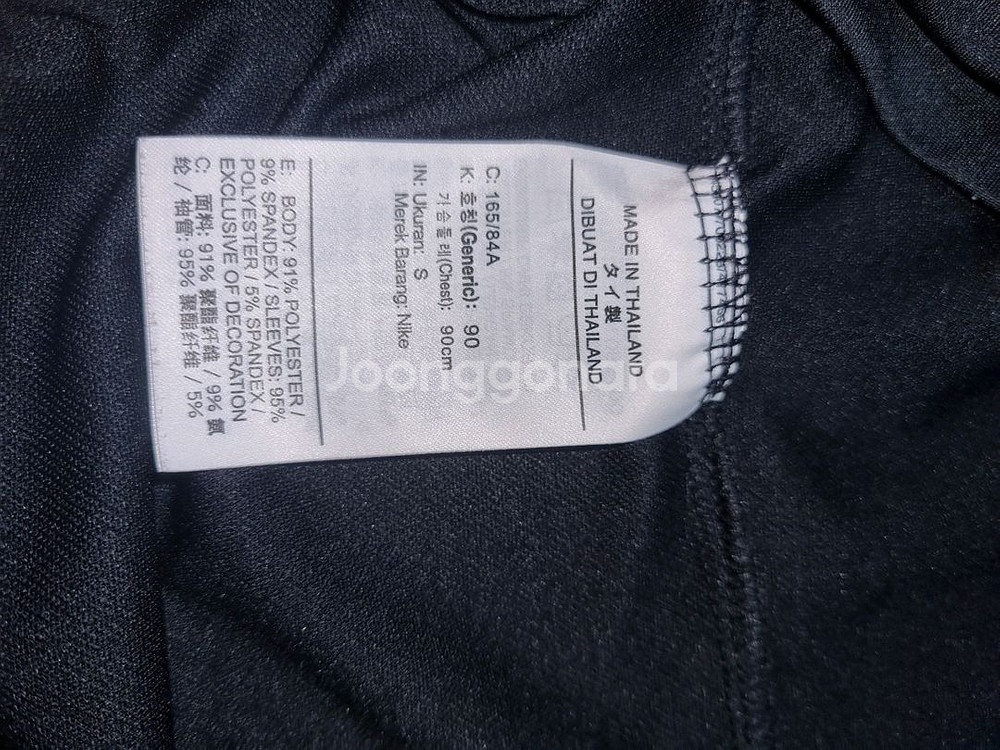 MADE IN THAILAND
タイ製
DIBUAT DI THAILAND
C: 165/84A
K: 호칭(Generic): 90
가슴둘레(Chest): 90cm
IN: Ukuran: S
Merek Barang: Nike
E: BODY: 91% POLYESTER /
9% SPANDEX / SLEEVES: 95%
POLYESTER / 5% SPANDEX /
EXCLUSIVE OF DECORATION
C: 面料: 91% 聚酯纤维 / 9% 氨
纶 / 袖管: 95% 聚酯纤维 / 5%
Joonggonara